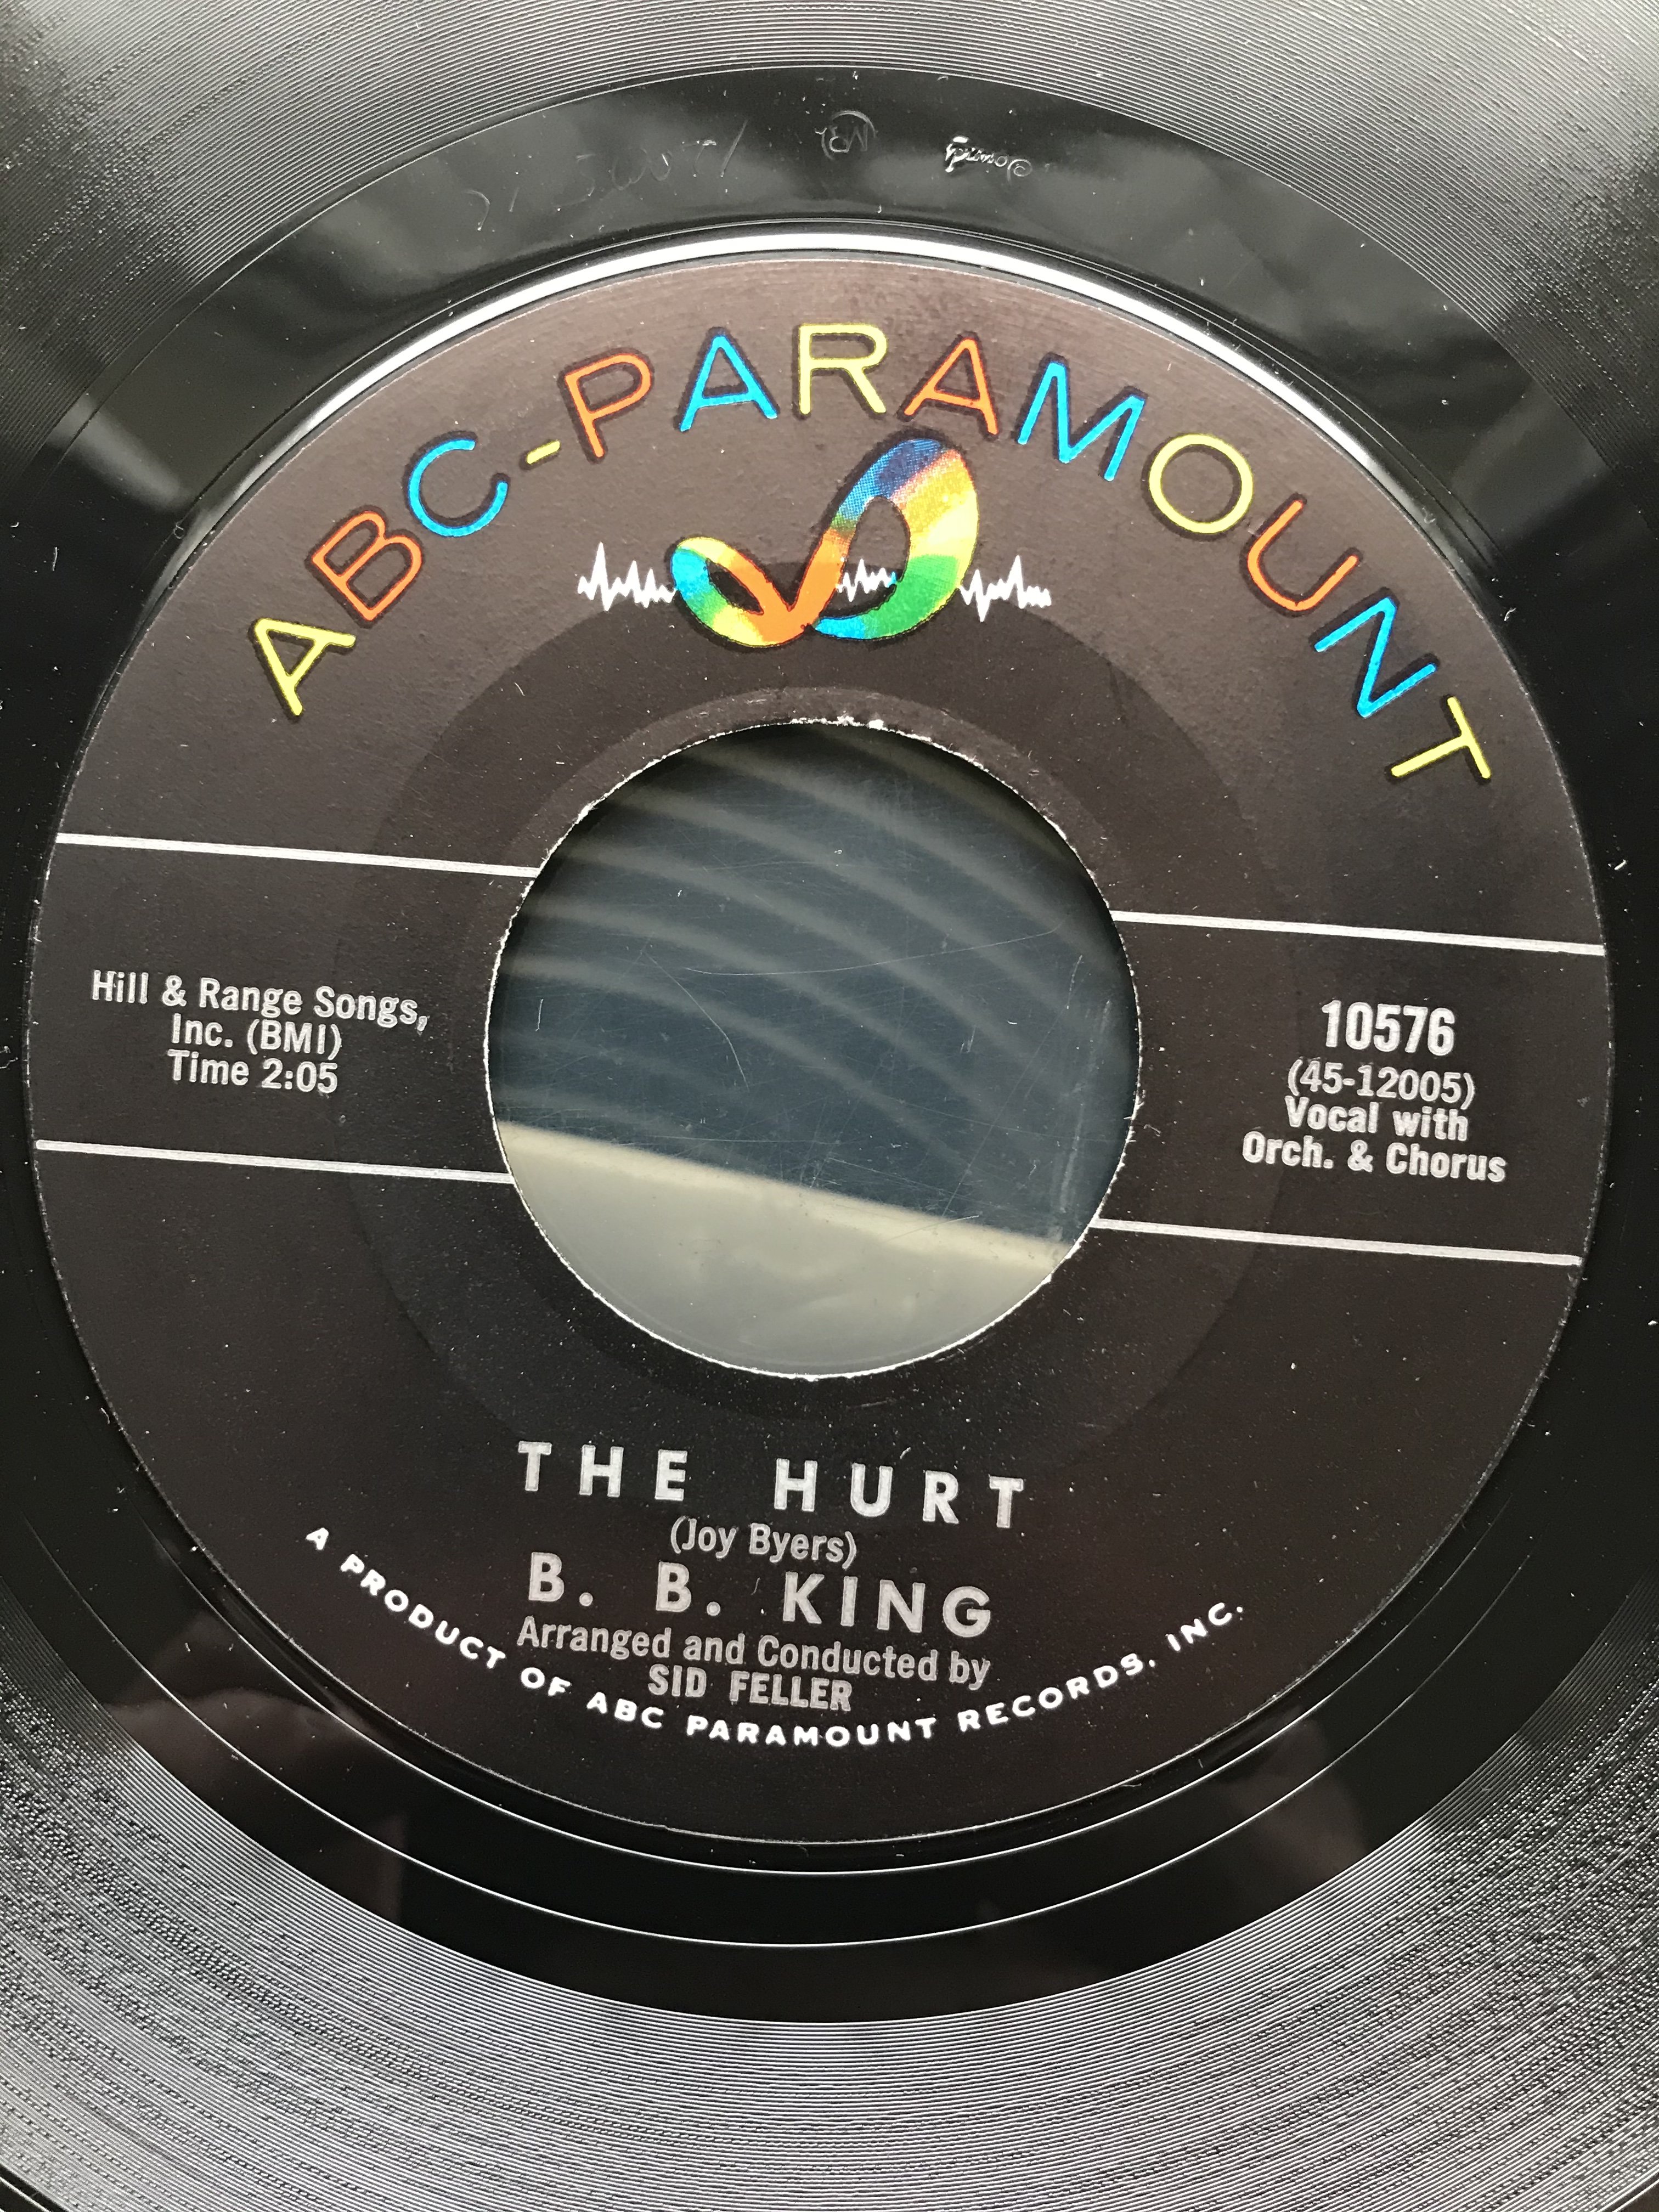 ABC-PARAMOUNT
Hill & Range Songs,
Inc. (BMI)
Time 2:05
10576
(45-12005)
Vocal with
Orch. & Chorus
THE HURT
(Joy Byers)
B. B. KING
Arranged and Conducted by
SID FELLER
A PRODUCT OF ABC PARAMOUNT RECORDS, INC.